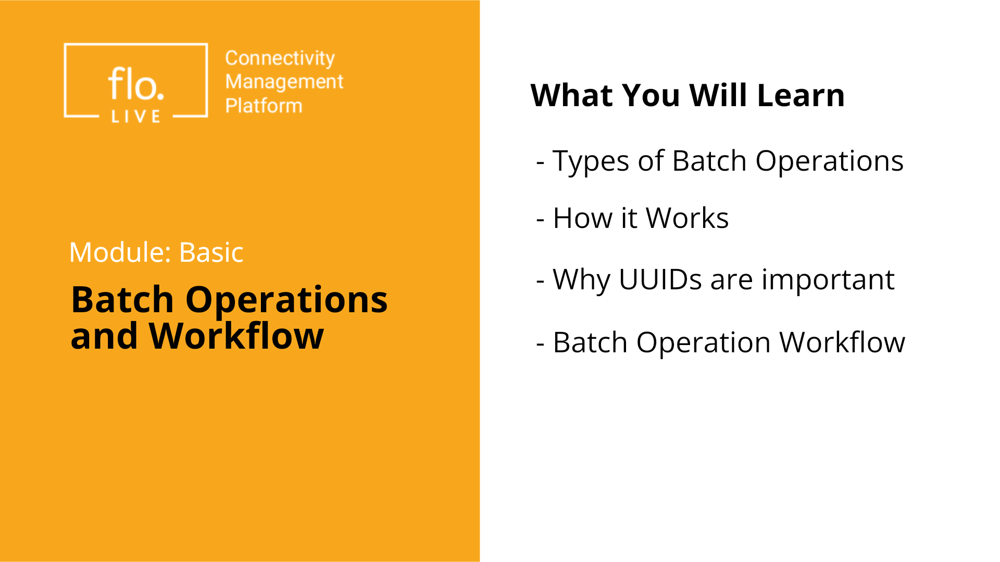 flo.
LIVE
Connectivity
Management
Platform
Module: Basic
Batch Operations
and Workflow
What You Will Learn
- Types of Batch Operations
- How it Works
- Why UUIDs are important
- Batch Operation Workflow